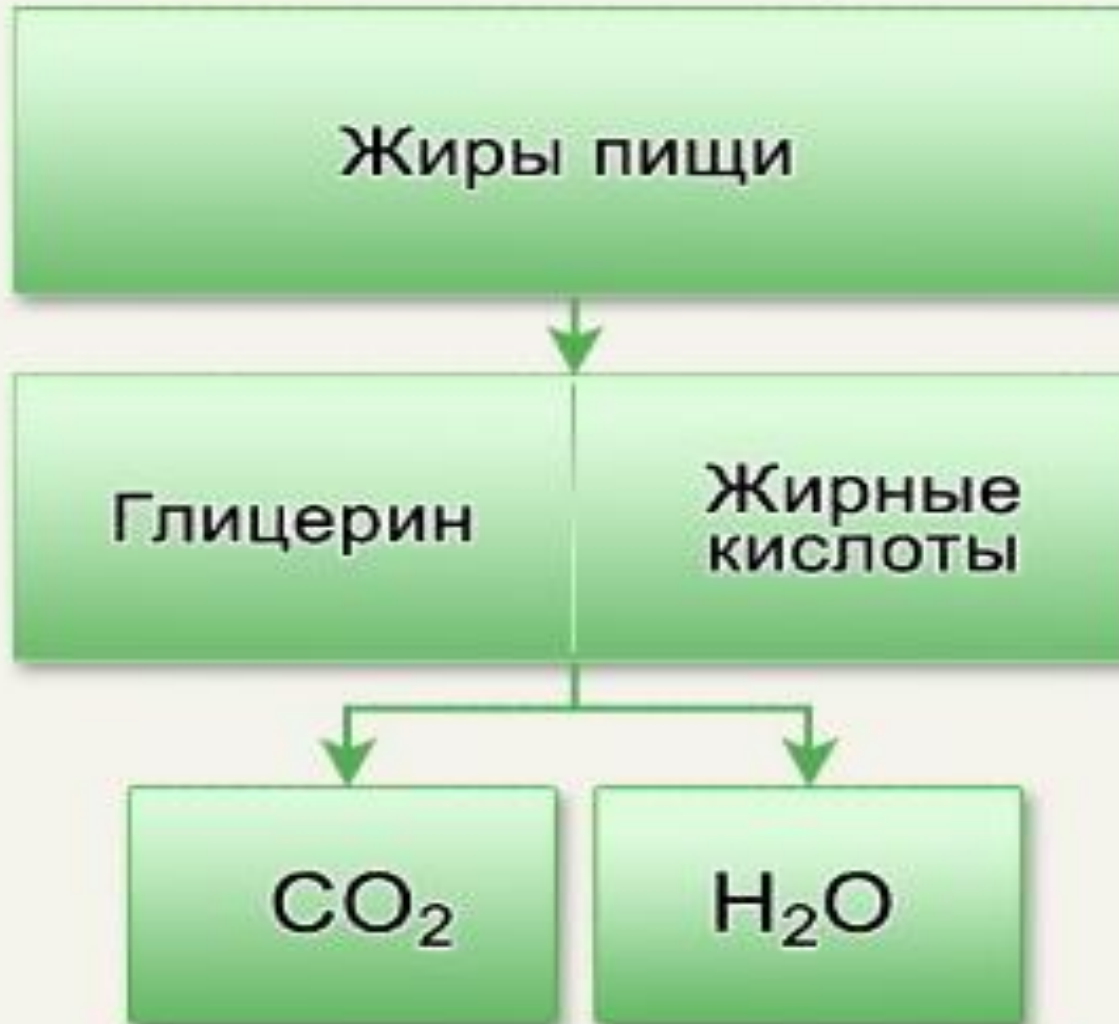 Жиры пищи
Глицерин
Жирные
кислоты
CO₂
H₂O